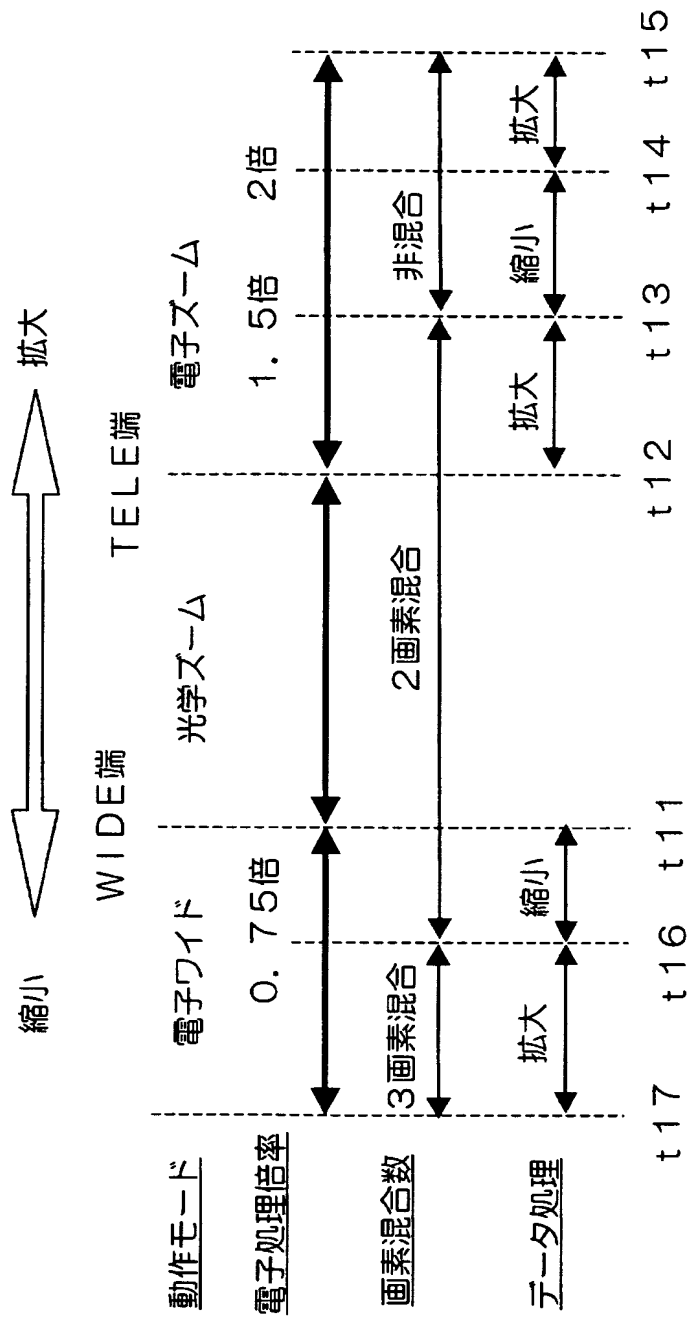 縮小 拡大
WIDE端 TELE端
動作モード 電子ワイド 光学ズーム 電子ズーム
電子処理倍率 0.75倍 1.5倍 2倍
画素混合数 3画素混合 2画素混合 非混合
データ処理 拡大 縮小 拡大 縮小 拡大
t17 t16 t11 t12 t13 t14 t15